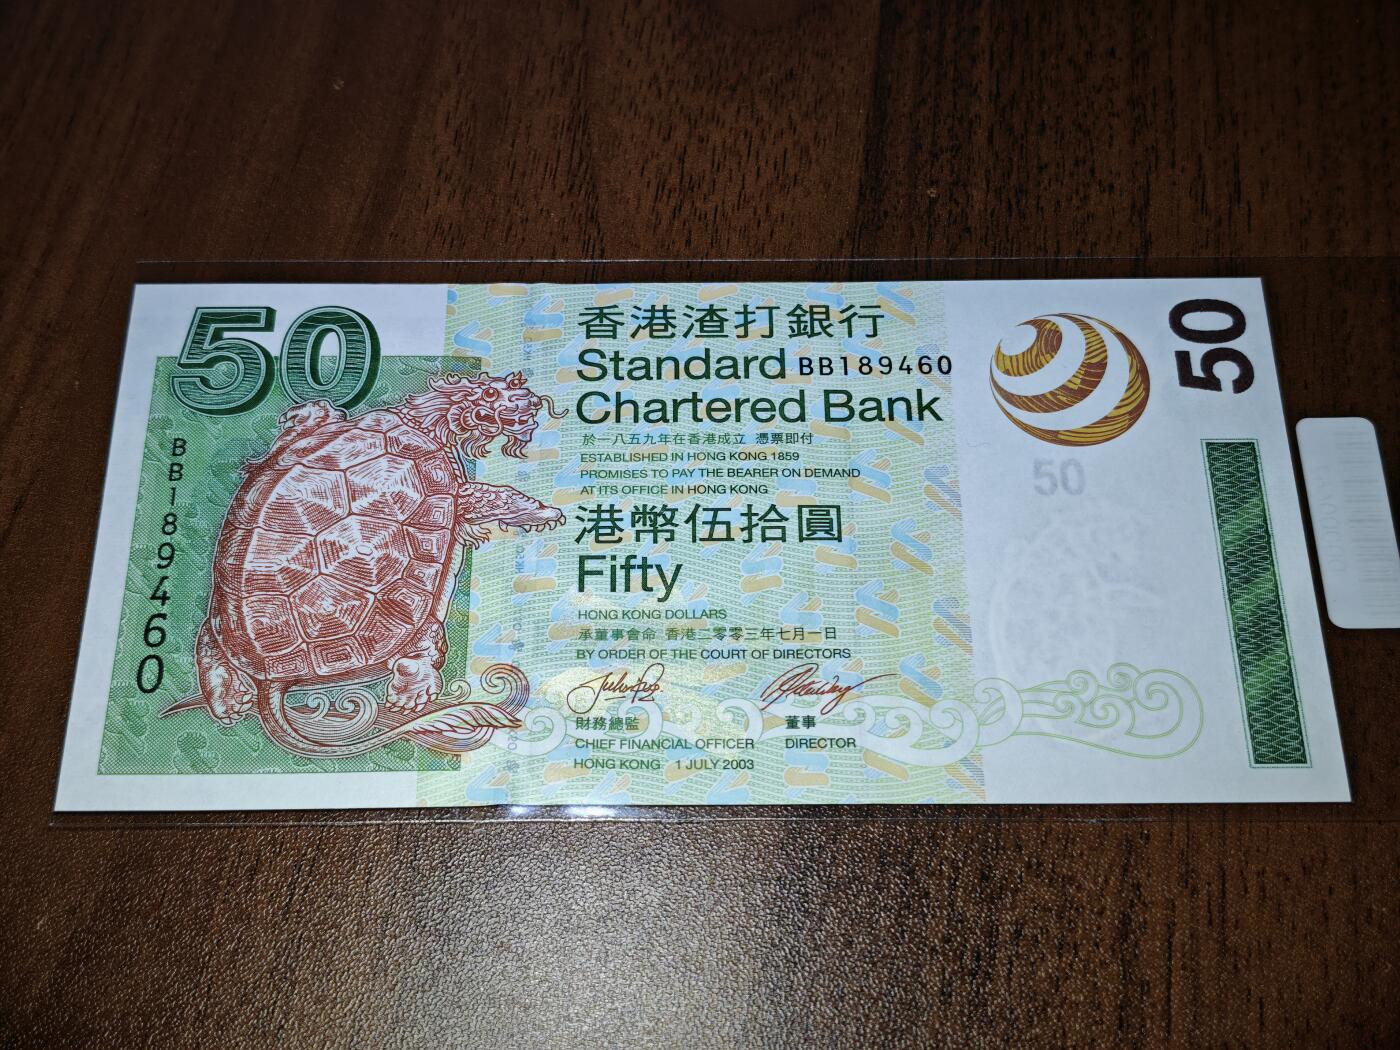 50
香港渣打銀行
Standard BB189460
Chartered Bank
於一八五九年在香港成立 憑票即付
ESTABLISHED IN HONG KONG 1859
PROMISES TO PAY THE BEARER ON DEMAND
AT ITS OFFICE IN HONG KONG
港幣伍拾圓
Fifty
HONG KONG DOLLARS
承董事會命 香港二零零三年七月一日
BY ORDER OF THE COURT OF DIRECTORS
財務總監 董事
CHIEF FINANCIAL OFFICER DIRECTOR
HONG KONG 1 JULY 2003
BB189460
50
50